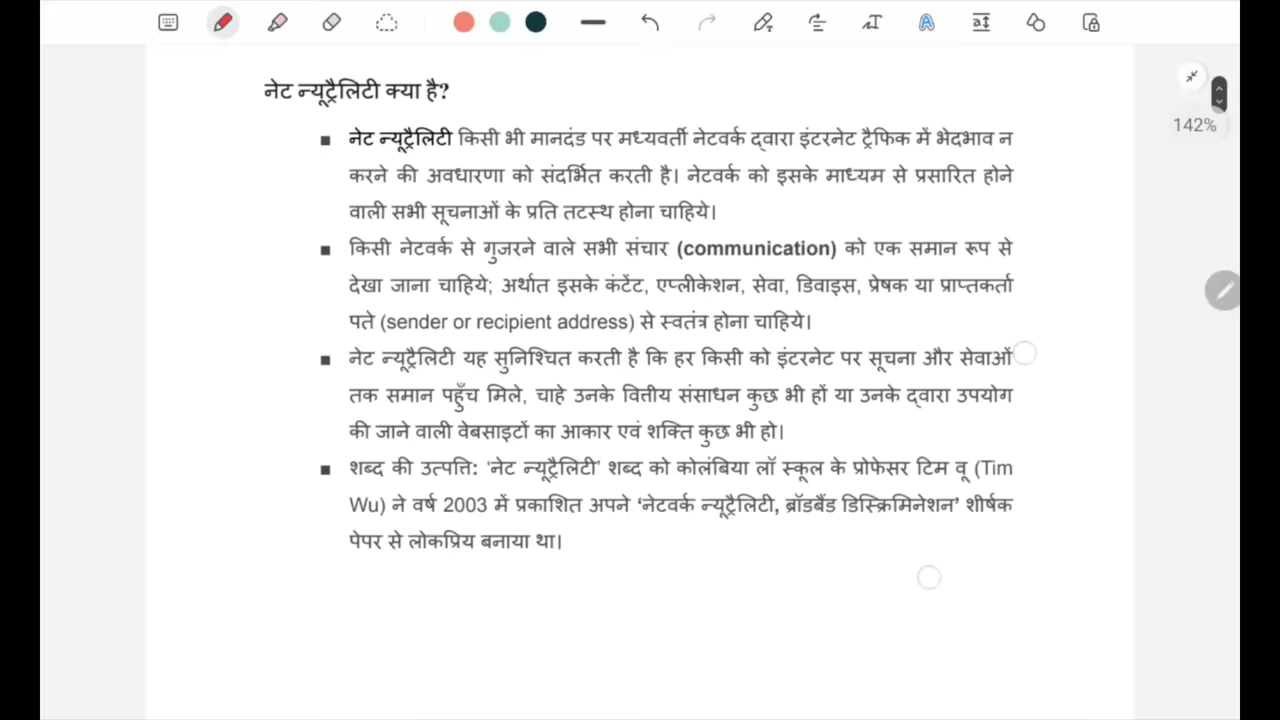 नेट न्यूट्रैलिटी क्या है?
142%
▪ नेट न्यूट्रैलिटी किसी भी मानदंड पर मध्यवर्ती नेटवर्क द्वारा इंटरनेट ट्रैफिक में भेदभाव न
करने की अवधारणा को संदर्भित करती है। नेटवर्क को इसके माध्यम से प्रसारित होने
वाली सभी सूचनाओं के प्रति तटस्थ होना चाहिये।
▪ किसी नेटवर्क से गुजरने वाले सभी संचार (communication) को एक समान रूप से
देखा जाना चाहिये; अर्थात इसके कंटेंट, एप्लीकेशन, सेवा, डिवाइस, प्रेषक या प्राप्तकर्ता
पते (sender or recipient address) से स्वतंत्र होना चाहिये।
▪ नेट न्यूट्रैलिटी यह सुनिश्चित करती है कि हर किसी को इंटरनेट पर सूचना और सेवाओं
तक समान पहुँच मिले, चाहे उनके वित्तीय संसाधन कुछ भी हों या उनके द्वारा उपयोग
की जाने वाली वेबसाइटों का आकार एवं शक्ति कुछ भी हो।
▪ शब्द की उत्पत्ति: ‘नेट न्यूट्रैलिटी’ शब्द को कोलंबिया लॉ स्कूल के प्रोफेसर टिम वू (Tim
Wu) ने वर्ष 2003 में प्रकाशित अपने ‘नेटवर्क न्यूट्रैलिटी, ब्रॉडबैंड डिस्क्रिमिनेशन’ शीर्षक
पेपर से लोकप्रिय बनाया था।